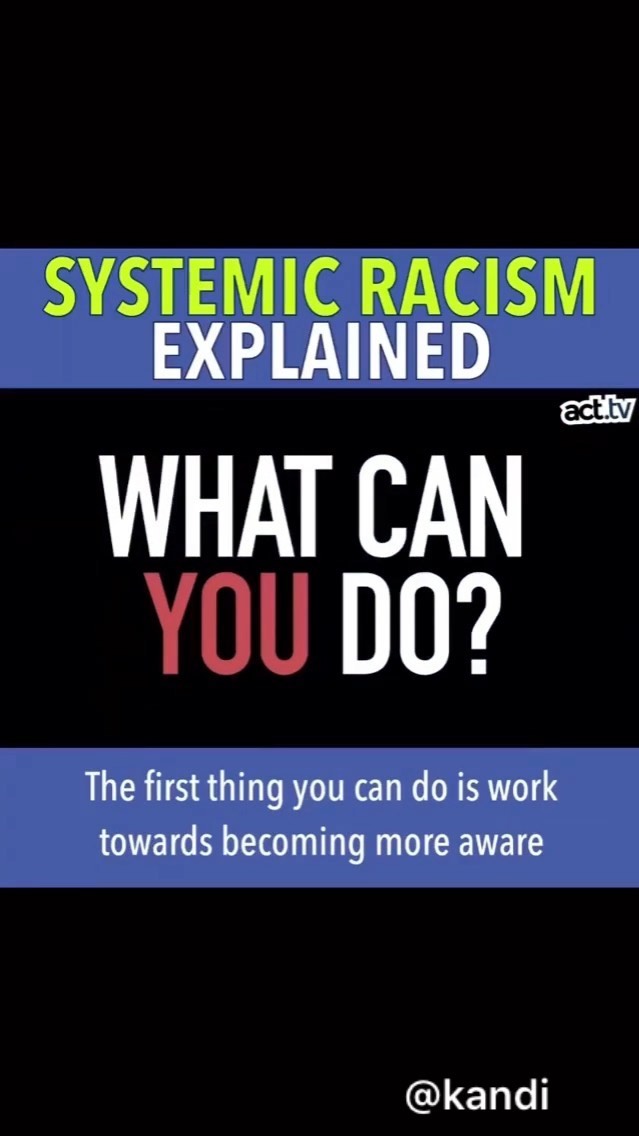 SYSTEMIC RACISM
EXPLAINED
act.tv
WHAT CAN
YOU DO?
The first thing you can do is work
towards becoming more aware
@kandi